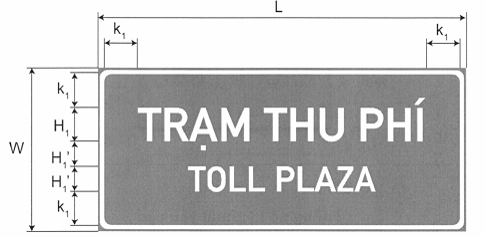 L
k₁ k₁
k₁
H₁
W
H₁'
H₁'
k₁
TRẠM THU PHÍ
TOLL PLAZA